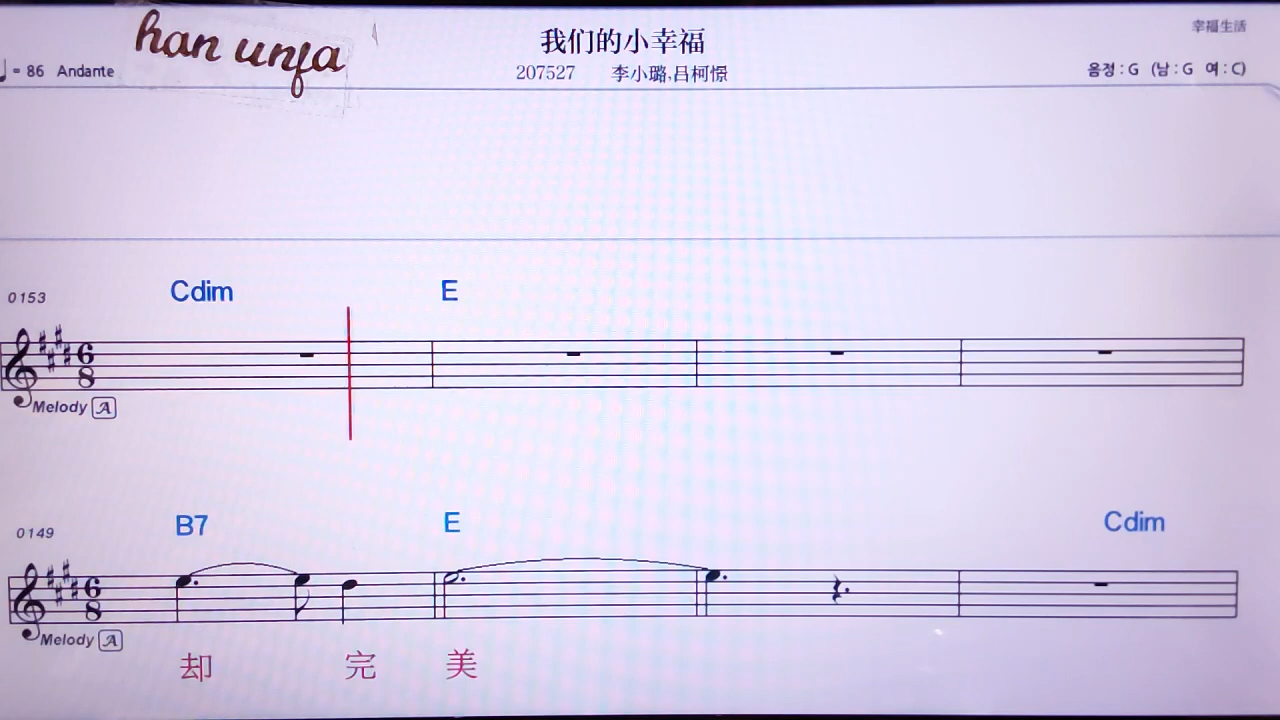 han unfa
我们的小幸福
幸福生活
♩= 86 Andante
207527 李小璐,吕柯憬
음정 : G (남 : G 여 : C)
0153
Cdim E
6
8
Melody A
0149
B7 E Cdim
6
8
Melody A
却 完 美